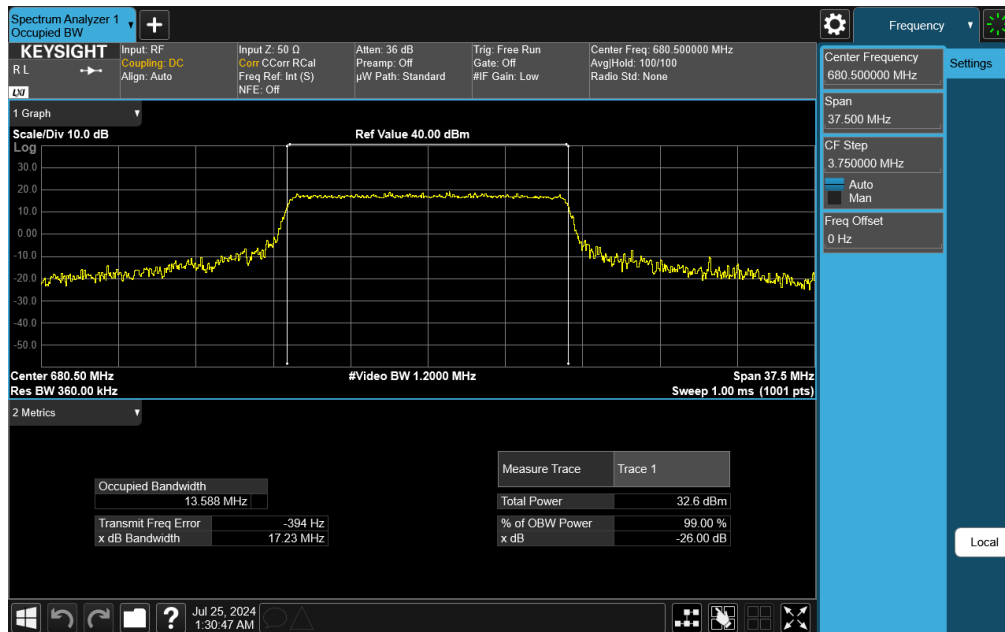 Spectrum Analyzer 1
Occupied BW
Frequency
KEYSIGHT
R L
LXI
Input: RF
Coupling: DC
Align: Auto
Input Z: 50 Ω
Corr CCorr RCal
Freq Ref: Int (S)
NFE: Off
Atten: 36 dB
Preamp: Off
µW Path: Standard
Trig: Free Run
Gate: Off
#IF Gain: Low
Center Freq: 680.500000 MHz
Avg|Hold: 100/100
Radio Std: None
Center Frequency
680.500000 MHz
Settings
Span
37.500 MHz
CF Step
3.750000 MHz
Auto
Man
Freq Offset
0 Hz
Local
1 Graph
Scale/Div 10.0 dB
Ref Value 40.00 dBm
Log
30.0
20.0
10.0
0.00
-10.0
-20.0
-30.0
-40.0
-50.0
Center 680.50 MHz
#Video BW 1.2000 MHz
Span 37.5 MHz
Res BW 360.00 kHz
Sweep 1.00 ms (1001 pts)
2 Metrics
Measure Trace Trace 1
Occupied Bandwidth
13.588 MHz
Total Power 32.6 dBm
Transmit Freq Error -394 Hz
% of OBW Power 99.00 %
x dB Bandwidth 17.23 MHz
x dB -26.00 dB
?
Jul 25, 2024
1:30:47 AM